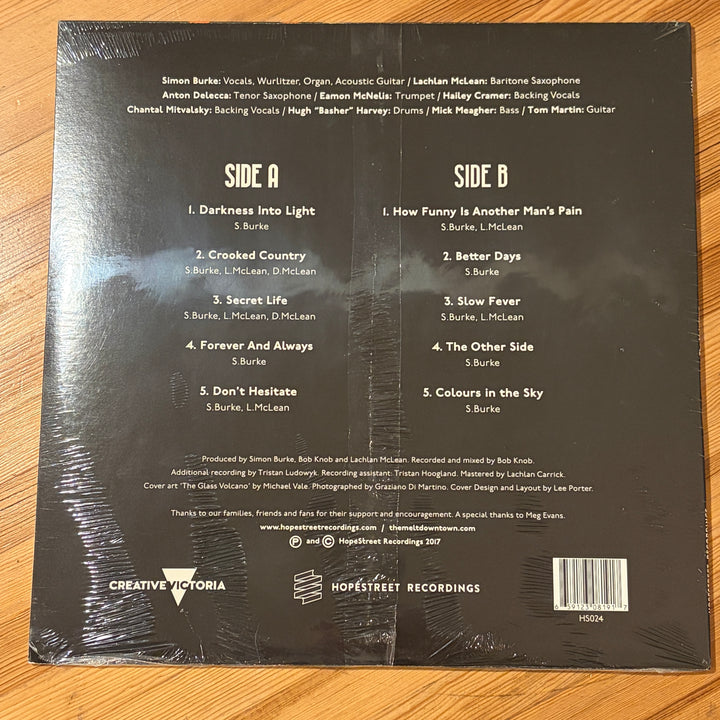 Simon Burke: Vocals, Wurlitzer, Organ, Acoustic Guitar / Lachlan McLean: Baritone Saxophone
Anton Delecca: Tenor Saxophone / Eamon McNelis: Trumpet / Hailey Cramer: Backing Vocals
Chantal Mitvalsky: Backing Vocals / Hugh "Basher" Harvey: Drums / Mick Meagher: Bass / Tom Martin: Guitar
SIDE A
1. Darkness Into Light
S.Burke
2. Crooked Country
S.Burke, L.McLean, D.McLean
3. Secret Life
S.Burke, L.McLean, D.McLean
4. Forever And Always
S.Burke
5. Don't Hesitate
S.Burke, L.McLean
SIDE B
1. How Funny Is Another Man's Pain
S.Burke, L.McLean
2. Better Days
S.Burke
3. Slow Fever
S.Burke, L.McLean
4. The Other Side
S.Burke
5. Colours in the Sky
S.Burke
Produced by Simon Burke, Bob Knob and Lachlan McLean. Recorded and mixed by Bob Knob.
Additional recording by Tristan Ludowyk. Recording assistant: Tristan Hoogland. Mastered by Lachlan Carrick.
Cover art 'The Glass Volcano' by Michael Vale. Photographed by Graziano Di Martino. Cover Design and Layout by Lee Porter.
Thanks to our families, friends and fans for their support and encouragement. A special thanks to Meg Evans.
www.hopestreetrecordings.com / themeltdowntown.com
Ⓟ and © HopeStreet Recordings 2017
CREATIVE VICTORIA
HOPESTREET RECORDINGS
6 39123 08191 7
HS024